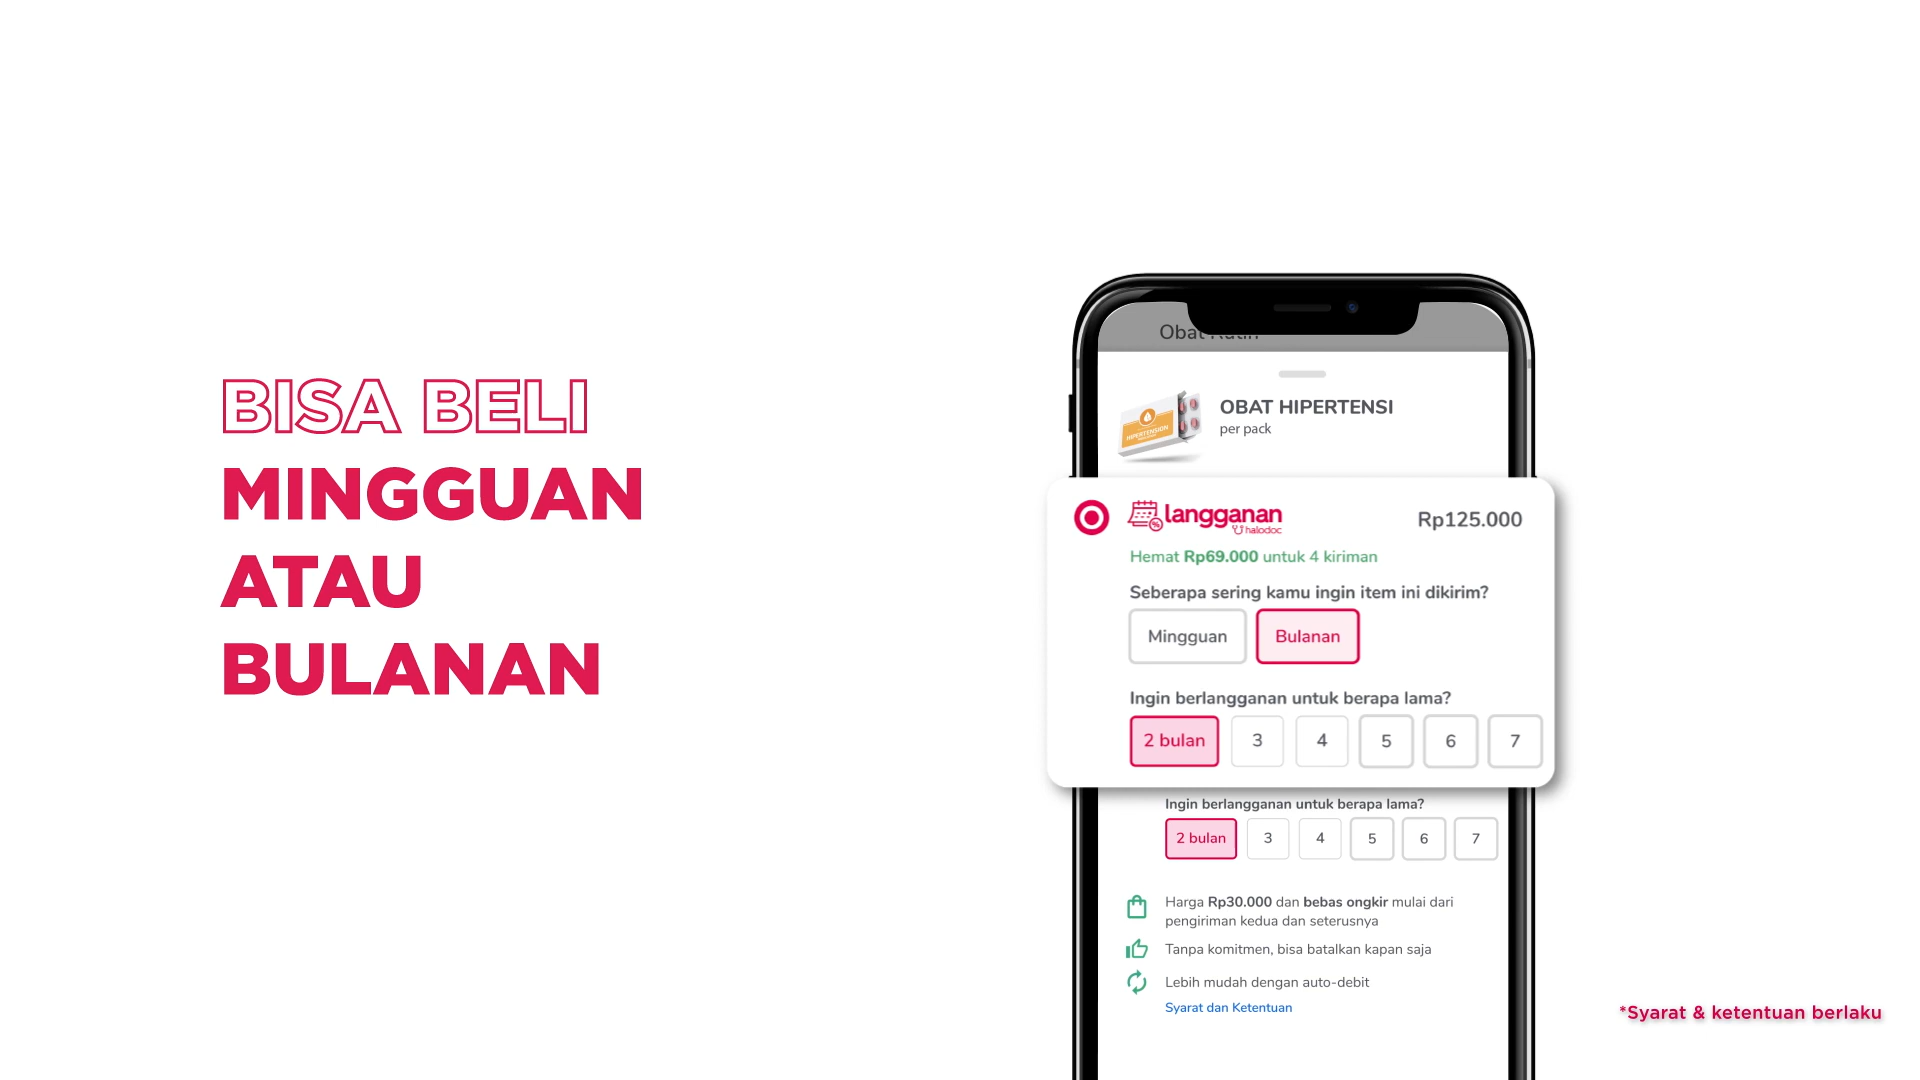 BISA BELI
MINGGUAN
ATAU
BULANAN
Obat Rutin
OBAT HIPERTENSI
per pack
HIPERTENSION
langganan
halodoc
Rp125.000
Hemat Rp69.000 untuk 4 kiriman
Seberapa sering kamu ingin item ini dikirim?
Mingguan Bulanan
Ingin berlangganan untuk berapa lama?
2 bulan 3 4 5 6 7
Ingin berlangganan untuk berapa lama?
2 bulan 3 4 5 6 7
Harga Rp30.000 dan bebas ongkir mulai dari
pengiriman kedua dan seterusnya
Tanpa komitmen, bisa batalkan kapan saja
Lebih mudah dengan auto-debit
Syarat dan Ketentuan
*Syarat & ketentuan berlaku